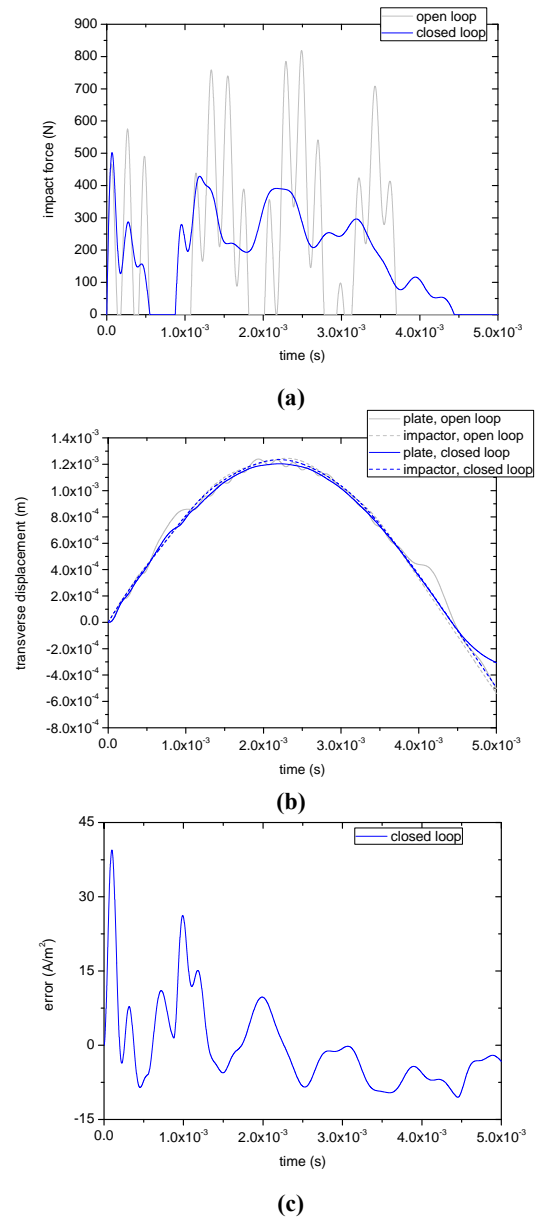 open loop
closed loop
900
800
700
600
500
400
300
200
100
0
impact force (N)
0.0 1.0x10⁻³ 2.0x10⁻³ 3.0x10⁻³ 4.0x10⁻³ 5.0x10⁻³
time (s)
(a)
plate, open loop
impactor, open loop
plate, closed loop
impactor, closed loop
1.4x10⁻³
1.2x10⁻³
1.0x10⁻³
8.0x10⁻⁴
6.0x10⁻⁴
4.0x10⁻⁴
2.0x10⁻⁴
0.0
-2.0x10⁻⁴
-4.0x10⁻⁴
-6.0x10⁻⁴
-8.0x10⁻⁴
transverse displacement (m)
0.0 1.0x10⁻³ 2.0x10⁻³ 3.0x10⁻³ 4.0x10⁻³ 5.0x10⁻³
time (s)
(b)
closed loop
45
30
15
0
-15
error (A/m²)
0.0 1.0x10⁻³ 2.0x10⁻³ 3.0x10⁻³ 4.0x10⁻³ 5.0x10⁻³
time (s)
(c)